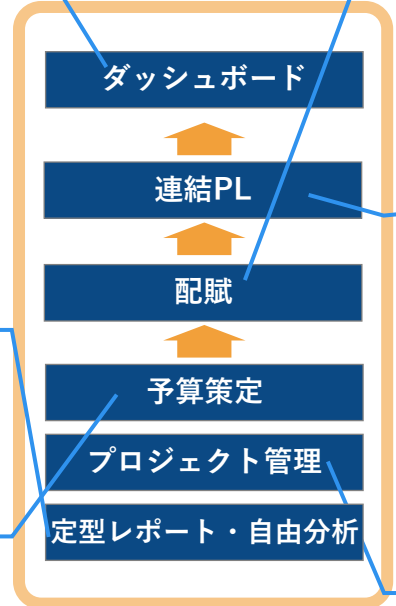 ダッシュボード
連結PL
配賦
予算策定
プロジェクト管理
定型レポート・自由分析